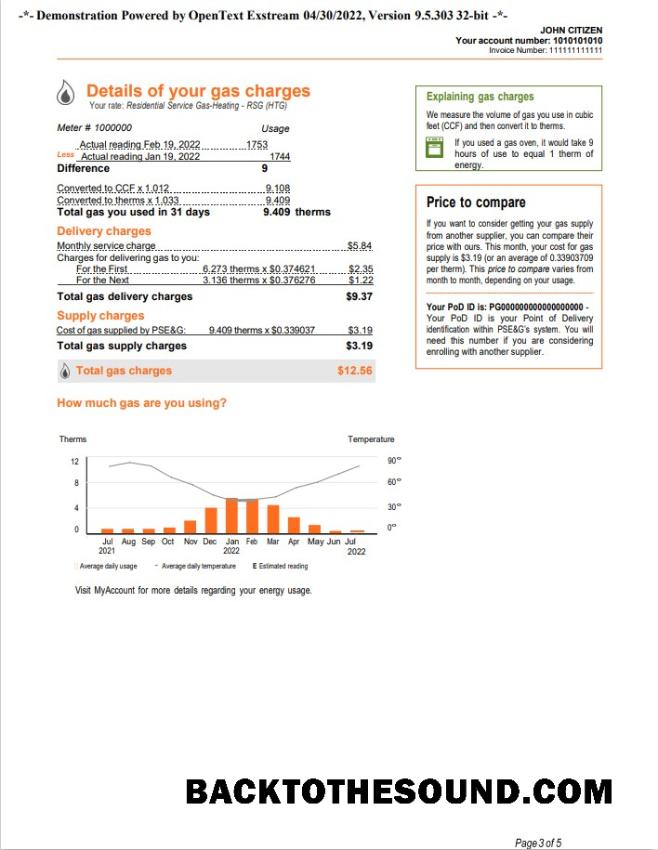 -*- Demonstration Powered by OpenText Exstream 04/30/2022, Version 9.5.303 32-bit -*-
JOHN CITIZEN
Your account number: 1010101010
Invoice Number: 111111111111
Details of your gas charges
Your rate: Residential Service Gas-Heating - RSG (HTG)
Meter # 1000000 Usage
Actual reading Feb 19, 2022 1753
Less Actual reading Jan 19, 2022 1744
Difference 9
Converted to CCF x 1.012 9.108
Converted to therms x 1.033 9.409
Total gas you used in 31 days 9.409 therms
Delivery charges
Monthly service charge $5.84
Charges for delivering gas to you:
For the First 6.273 therms x $0.374621 $2.35
For the Next 3.136 therms x $0.376276 $1.22
Total gas delivery charges $9.37
Supply charges
Cost of gas supplied by PSE&G: 9.409 therms x $0.339037 $3.19
Total gas supply charges $3.19
Total gas charges $12.56
Explaining gas charges
We measure the volume of gas you use in cubic
feet (CCF) and then convert it to therms.
If you used a gas oven, it would take 9
hours of use to equal 1 therm of
energy.
Price to compare
If you want to consider getting your gas supply
from another supplier, you can compare their
price with ours. This month, your cost for gas
supply is $3.19 (or an average of 0.33903709
per therm). This price to compare varies from
month to month, depending on your usage.
Your PoD ID is: PG000000000000000000 -
Your PoD ID is your Point of Delivery
identification within PSE&G's system. You will
need this number if you are considering
enrolling with another supplier.
How much gas are you using?
Therms Temperature
12 90°
8 60°
4 30°
0 0°
Jul Aug Sep Oct Nov Dec Jan Feb Mar Apr May Jun Jul
2021 2022 2022
Average daily usage - Average daily temperature E Estimated reading
Visit MyAccount for more details regarding your energy usage.
BACKTOTHESOUND.COM
Page 3 of 5